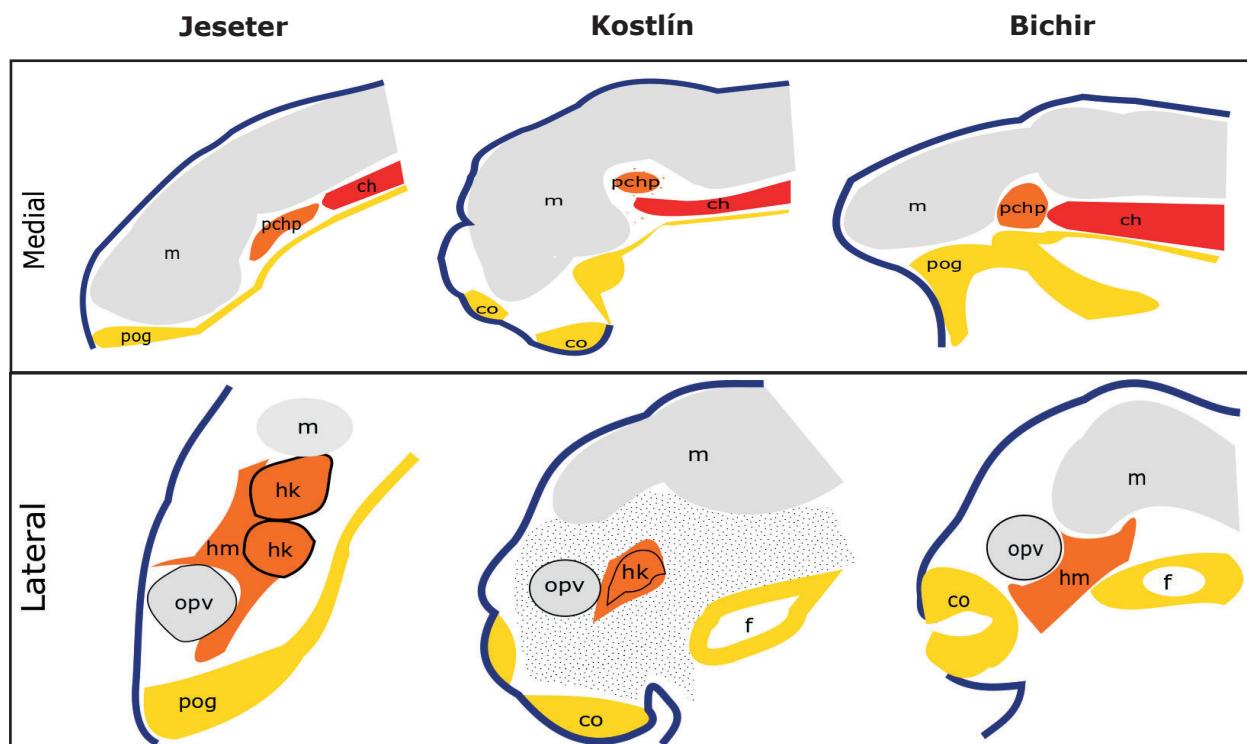 Jeseter Kostlín Bichir
Medial
m
pchp
ch
pog
m
pchp
ch
co
co
m
pchp
ch
pog
Lateral
m
hk
hm
hk
opv
pog
m
hk
opv
f
co
m
opv
hm
f
co